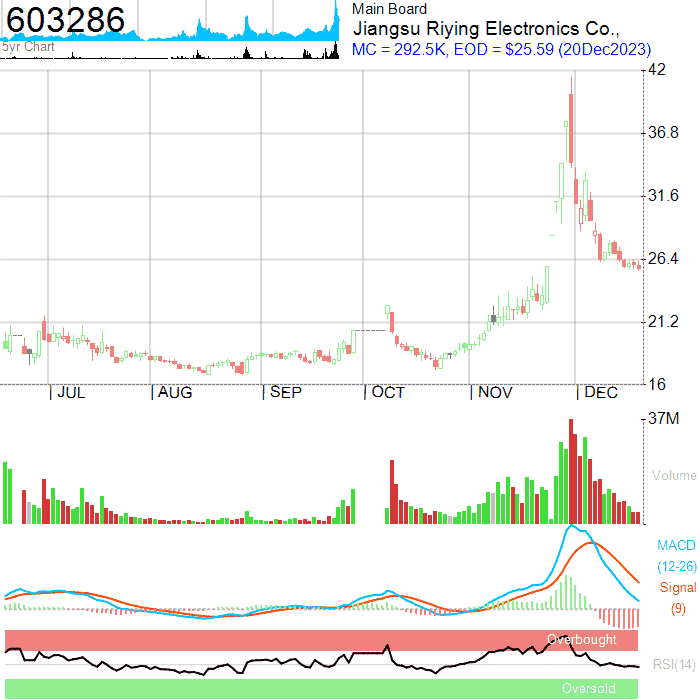 603286
5yr Chart
Main Board
Jiangsu Riying Electronics Co.,
MC = 292.5K, EOD = $25.59 (20Dec2023)
42
36.8
31.6
26.4
21.2
16
JUL AUG SEP OCT NOV DEC
37M
Volume
MACD
(12-26)
Signal
(9)
Overbought
RSI(14)
Oversold